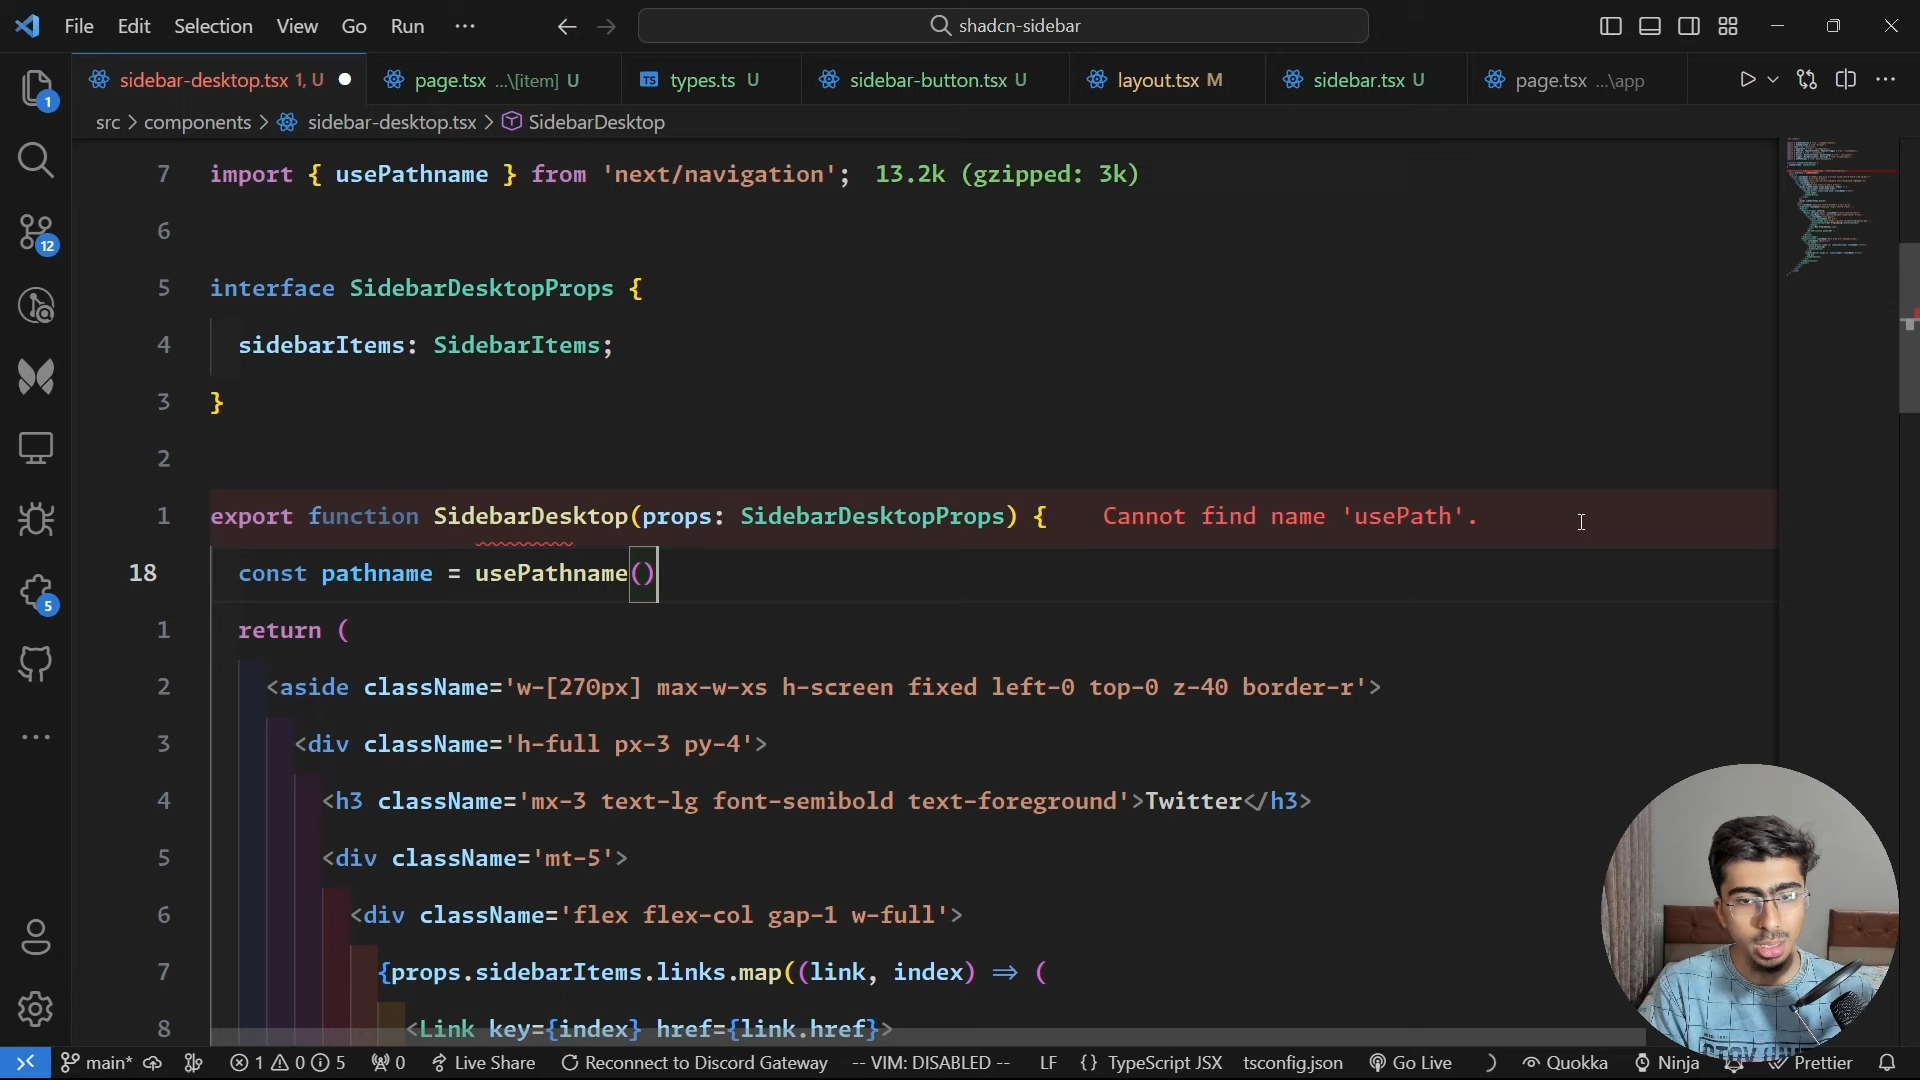 File Edit Selection View Go Run ··· shadcn-sidebar
sidebar-desktop.tsx 1, U page.tsx ...\[item] U types.ts U sidebar-button.tsx U layout.tsx M sidebar.tsx U page.tsx ...\app
src > components > sidebar-desktop.tsx > SidebarDesktop
7 import { usePathname } from 'next/navigation'; 13.2k (gzipped: 3k)
6
5 interface SidebarDesktopProps {
4 sidebarItems: SidebarItems;
3 }
2
1 export function SidebarDesktop(props: SidebarDesktopProps) { Cannot find name 'usePath'.
18 const pathname = usePathname()
1 return (
2 <aside className='w-[270px] max-w-xs h-screen fixed left-0 top-0 z-40 border-r'>
3 <div className='h-full px-3 py-4'>
4 <h3 className='mx-3 text-lg font-semibold text-foreground'>Twitter</h3>
5 <div className='mt-5'>
6 <div className='flex flex-col gap-1 w-full'>
7 {props.sidebarItems.links.map((link, index) => (
8 <Link key={index} href={link.href}>
1
12
5
main* 1 0 5 0 Live Share Reconnect to Discord Gateway -- VIM: DISABLED -- LF {} TypeScript JSX tsconfig.json Go Live Quokka Ninja Prettier